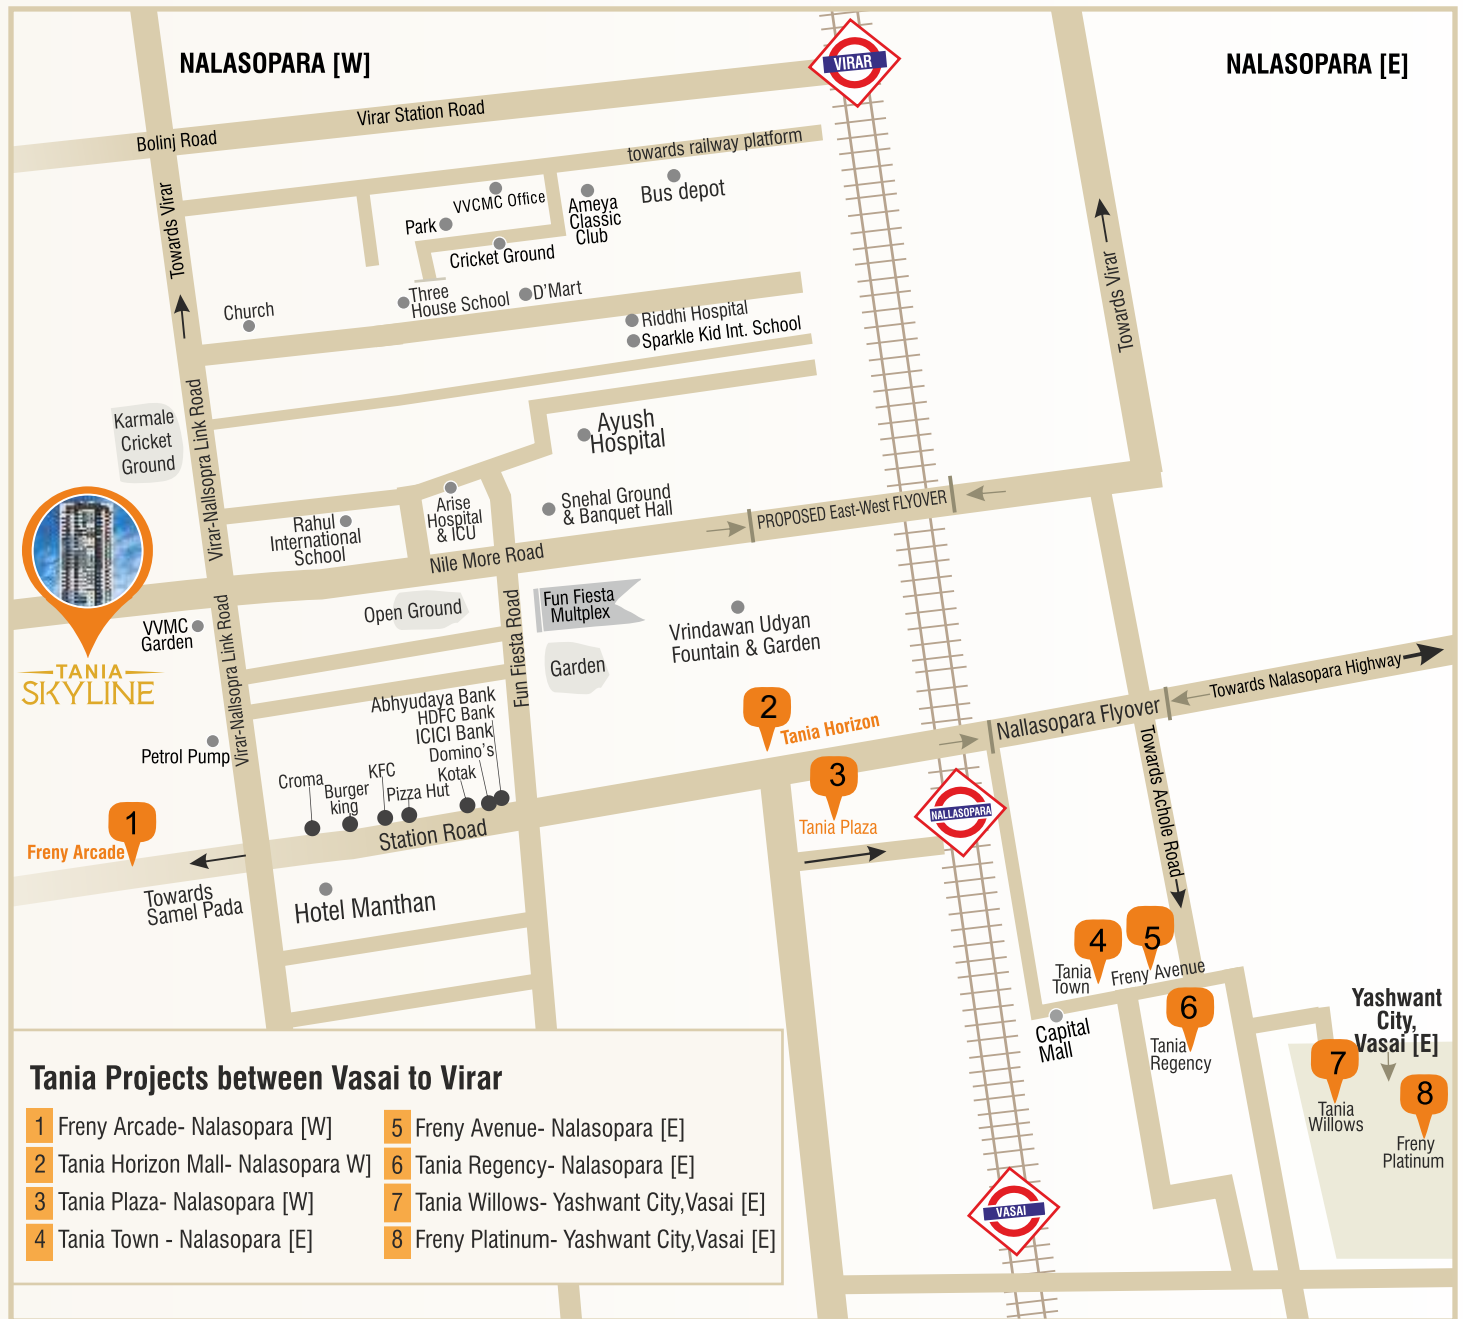 NALASOPARA [W]
NALASOPARA [E]
VIRAR
Virar Station Road
Bolinj Road
towards railway platform
Towards Virar
VVCMC Office
Park
Ameya
Classic
Club
Bus depot
Cricket Ground
Three
House School
D'Mart
Church
Riddhi Hospital
Sparkle Kid Int. School
Towards Virar
Virar-Nallsopra Link Road
Karmale
Cricket
Ground
Ayush
Hospital
Arise
Hospital
& ICU
Snehal Ground
& Banquet Hall
Rahul
International
School
PROPOSED East-West FLYOVER
Nile More Road
TANIA
SKYLINE
VVMC
Garden
Open Ground
Fun Fiesta
Multplex
Fun Fiesta Road
Garden
Vrindawan Udyan
Fountain & Garden
Virar-Nallsopra Link Road
Petrol Pump
Abhyudaya Bank
HDFC Bank
ICICI Bank
Domino's
Kotak
Croma
Burger
king
KFC
Pizza Hut
Station Road
2
Tania Horizon
3
Tania Plaza
Nallasopara Flyover
Towards Nalasopara Highway
NALLASOPARA
Towards Achole Road
1
Freny Arcade
Towards
Samel Pada
Hotel Manthan
4
Tania
Town
5
Freny Avenue
6
Tania
Regency
Capital
Mall
Yashwant
City,
Vasai [E]
7
Tania
Willows
8
Freny
Platinum
VASAI
Tania Projects between Vasai to Virar
1 Freny Arcade- Nalasopara [W]
2 Tania Horizon Mall- Nalasopara W]
3 Tania Plaza- Nalasopara [W]
4 Tania Town - Nalasopara [E]
5 Freny Avenue- Nalasopara [E]
6 Tania Regency- Nalasopara [E]
7 Tania Willows- Yashwant City,Vasai [E]
8 Freny Platinum- Yashwant City,Vasai [E]